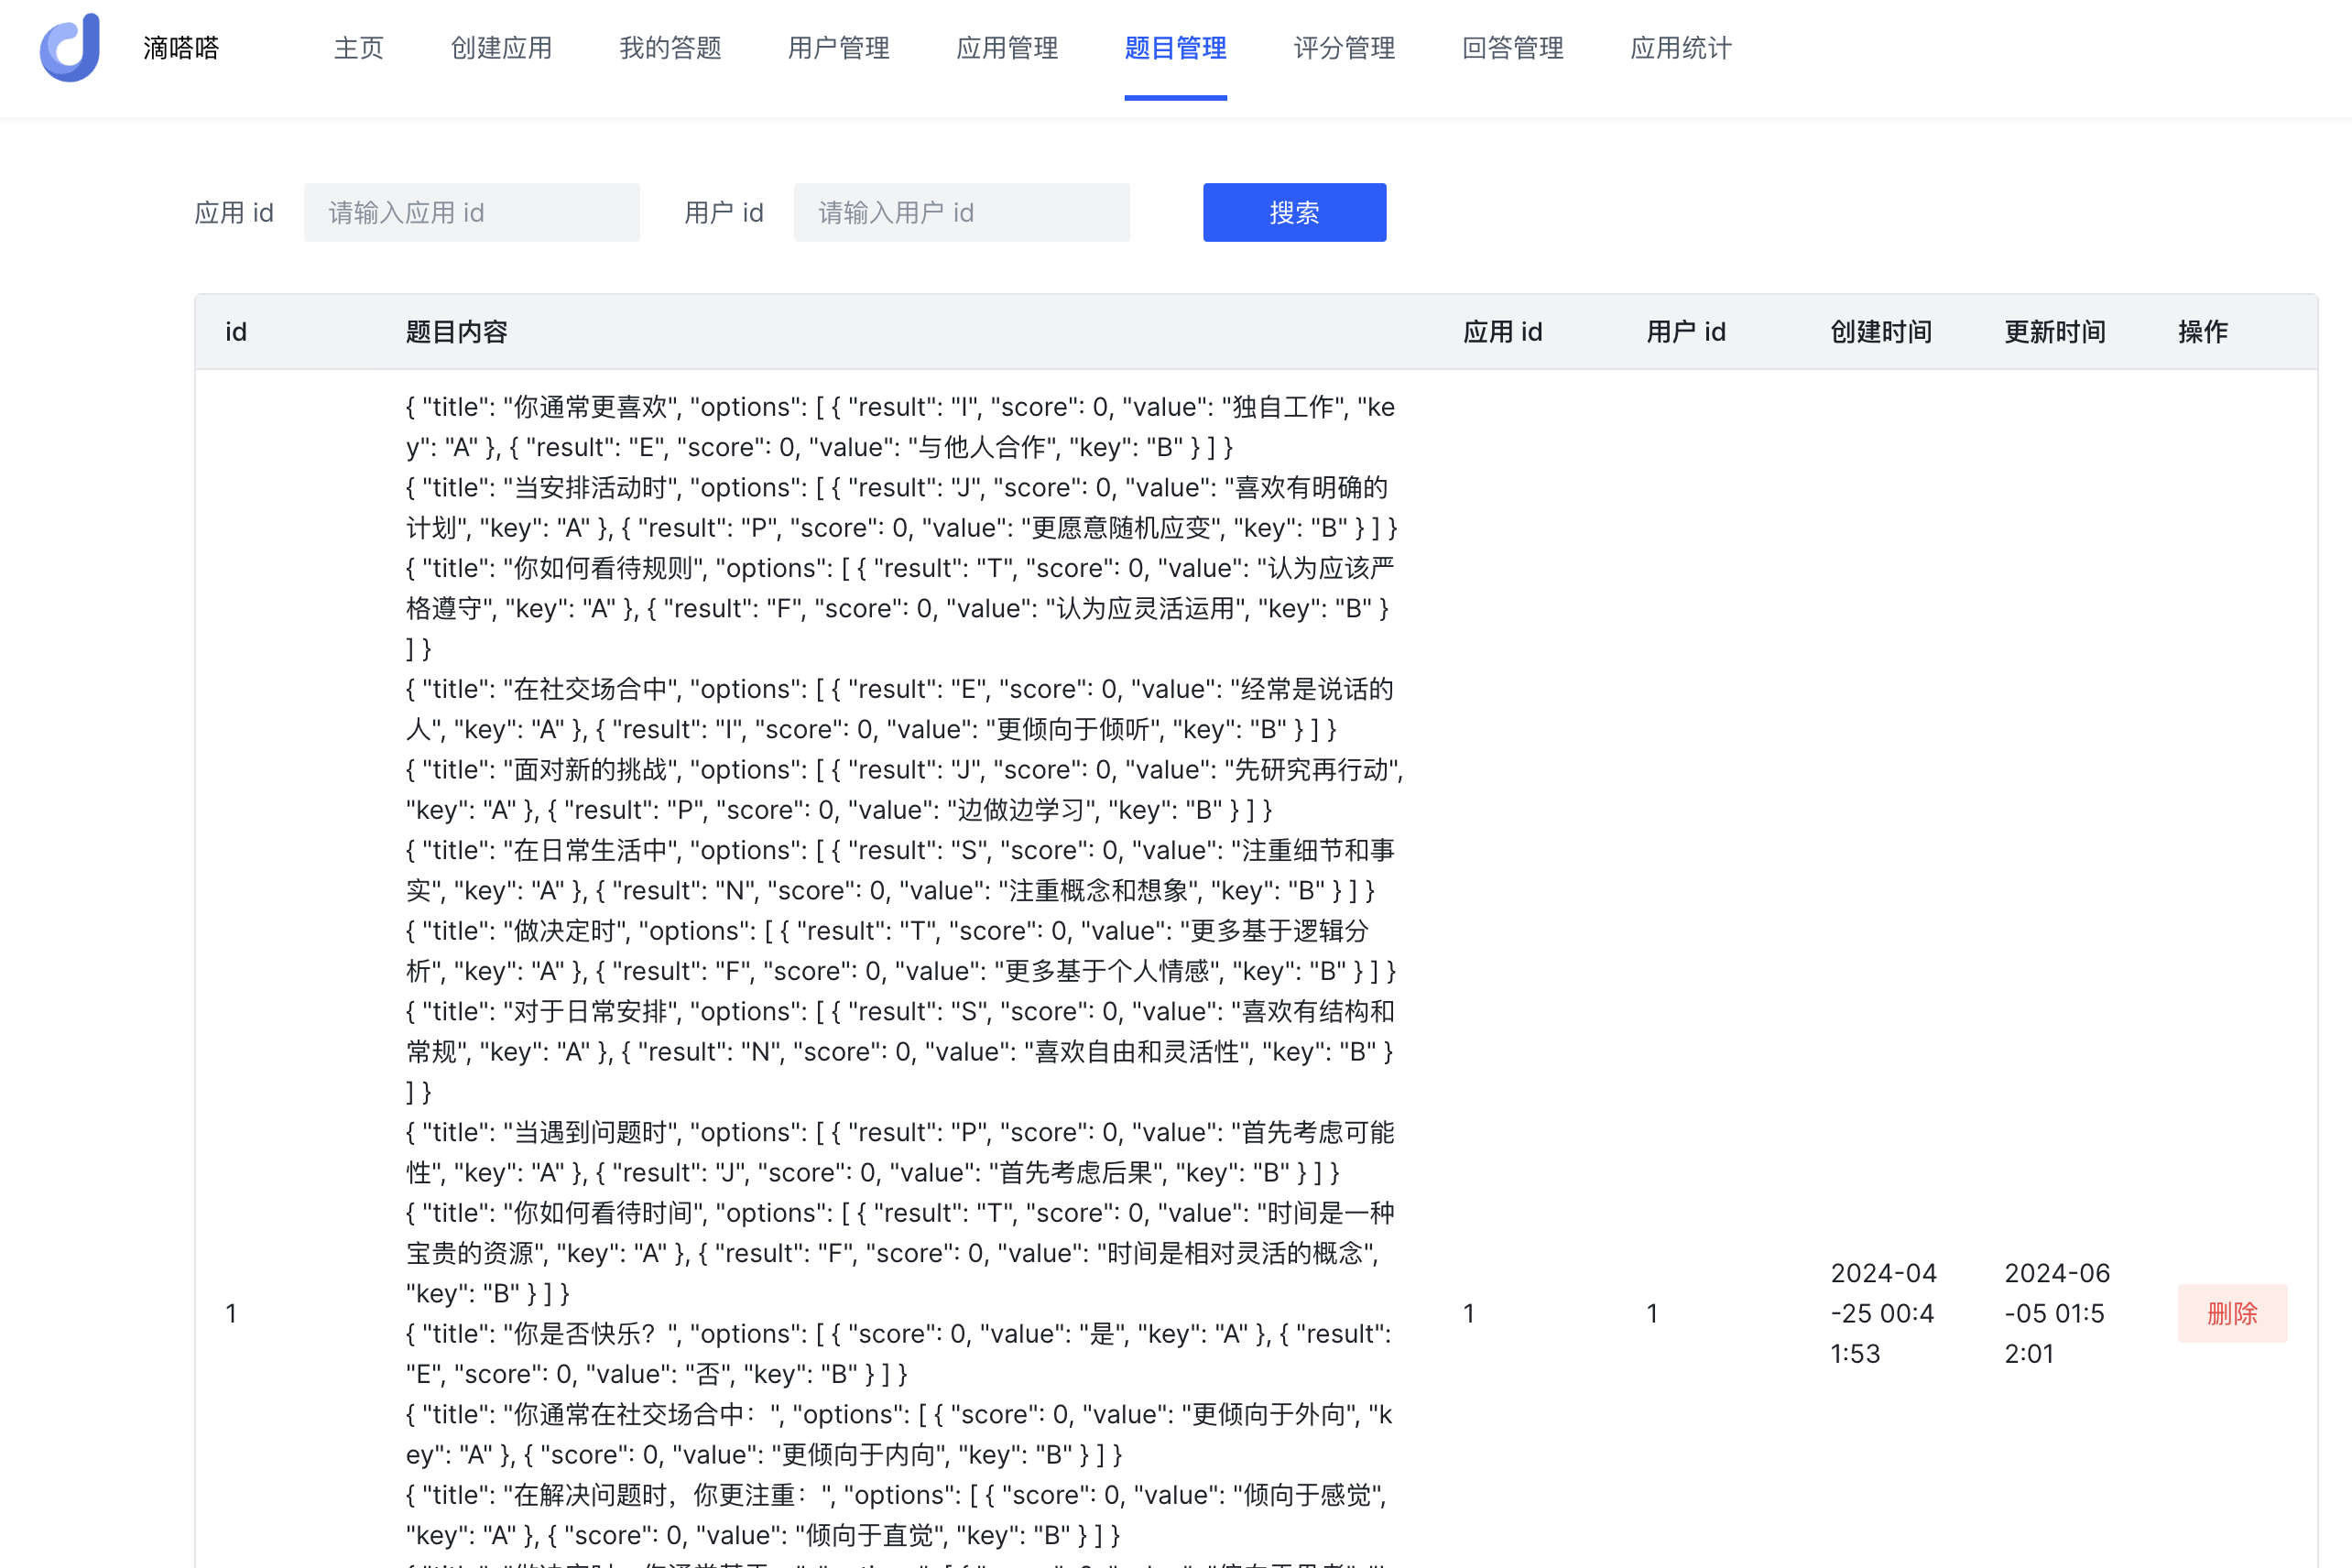 滴嗒嗒 主页 创建应用 我的答题 用户管理 应用管理 题目管理 评分管理 回答管理 应用统计
应用 id 请输入应用 id 用户 id 请输入用户 id 搜索
id 题目内容 应用 id 用户 id 创建时间 更新时间 操作
{ "title": "你通常更喜欢", "options": [ { "result": "I", "score": 0, "value": "独自工作", "ke
y": "A" }, { "result": "E", "score": 0, "value": "与他人合作", "key": "B" } ] }
{ "title": "当安排活动时", "options": [ { "result": "J", "score": 0, "value": "喜欢有明确的
计划", "key": "A" }, { "result": "P", "score": 0, "value": "更愿意随机应变", "key": "B" } ] }
{ "title": "你如何看待规则", "options": [ { "result": "T", "score": 0, "value": "认为应该严
格遵守", "key": "A" }, { "result": "F", "score": 0, "value": "认为应灵活运用", "key": "B" }
] }
{ "title": "在社交场合中", "options": [ { "result": "E", "score": 0, "value": "经常是说话的
人", "key": "A" }, { "result": "I", "score": 0, "value": "更倾向于倾听", "key": "B" } ] }
{ "title": "面对新的挑战", "options": [ { "result": "J", "score": 0, "value": "先研究再行动",
"key": "A" }, { "result": "P", "score": 0, "value": "边做边学习", "key": "B" } ] }
{ "title": "在日常生活中", "options": [ { "result": "S", "score": 0, "value": "注重细节和事
实", "key": "A" }, { "result": "N", "score": 0, "value": "注重概念和想象", "key": "B" } ] }
{ "title": "做决定时", "options": [ { "result": "T", "score": 0, "value": "更多基于逻辑分
析", "key": "A" }, { "result": "F", "score": 0, "value": "更多基于个人情感", "key": "B" } ] }
{ "title": "对于日常安排", "options": [ { "result": "S", "score": 0, "value": "喜欢有结构和
常规", "key": "A" }, { "result": "N", "score": 0, "value": "喜欢自由和灵活性", "key": "B" }
] }
{ "title": "当遇到问题时", "options": [ { "result": "P", "score": 0, "value": "首先考虑可能
性", "key": "A" }, { "result": "J", "score": 0, "value": "首先考虑后果", "key": "B" } ] }
{ "title": "你如何看待时间", "options": [ { "result": "T", "score": 0, "value": "时间是一种
宝贵的资源", "key": "A" }, { "result": "F", "score": 0, "value": "时间是相对灵活的概念",
"key": "B" } ] }
{ "title": "你是否快乐？", "options": [ { "score": 0, "value": "是", "key": "A" }, { "result":
"E", "score": 0, "value": "否", "key": "B" } ] }
{ "title": "你通常在社交场合中：", "options": [ { "score": 0, "value": "更倾向于外向", "k
ey": "A" }, { "score": 0, "value": "更倾向于内向", "key": "B" } ] }
{ "title": "在解决问题时，你更注重：", "options": [ { "score": 0, "value": "倾向于感觉",
"key": "A" }, { "score": 0, "value": "倾向于直觉", "key": "B" } ] }
1
1
1
2024-04
-25 00:4
1:53
2024-06
-05 01:5
2:01
删除